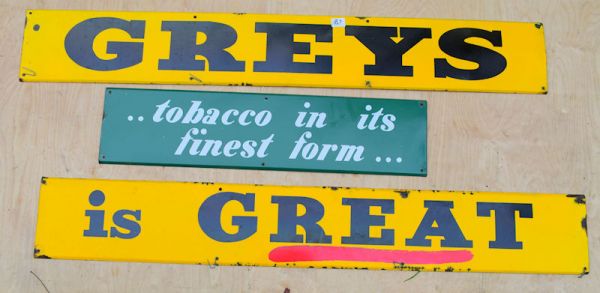 GREYS
..tobacco in its
finest form...
is GREAT